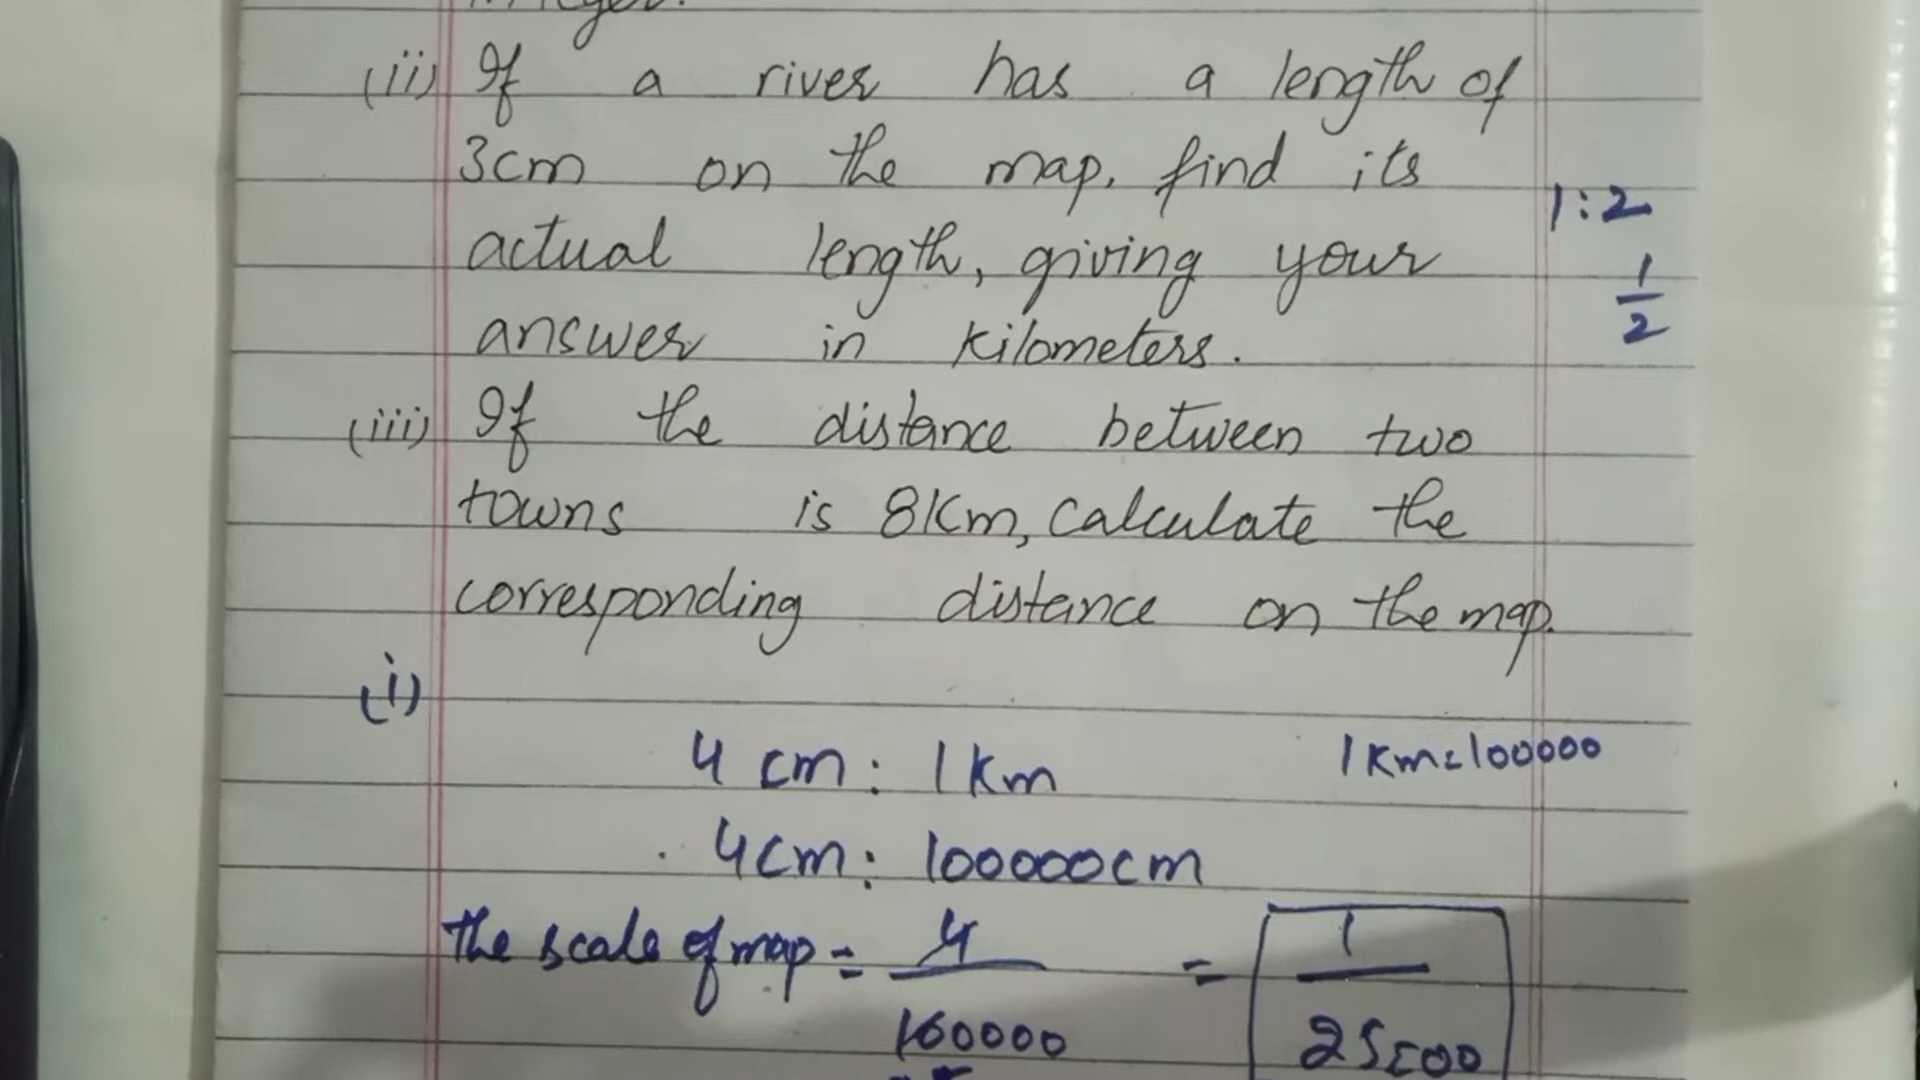 (ii) If a river has a length of
3cm on the map. find its
actual length, giving your
answer in kilometers.
1:2
1
2
(iii) If the distance between two
towns is 8Km, calculate the
corresponding distance on the map.
(i)
4 cm: 1 km
1 Km=100000
4cm: 100000cm
the scale of map = 4 = 1
100000 25000